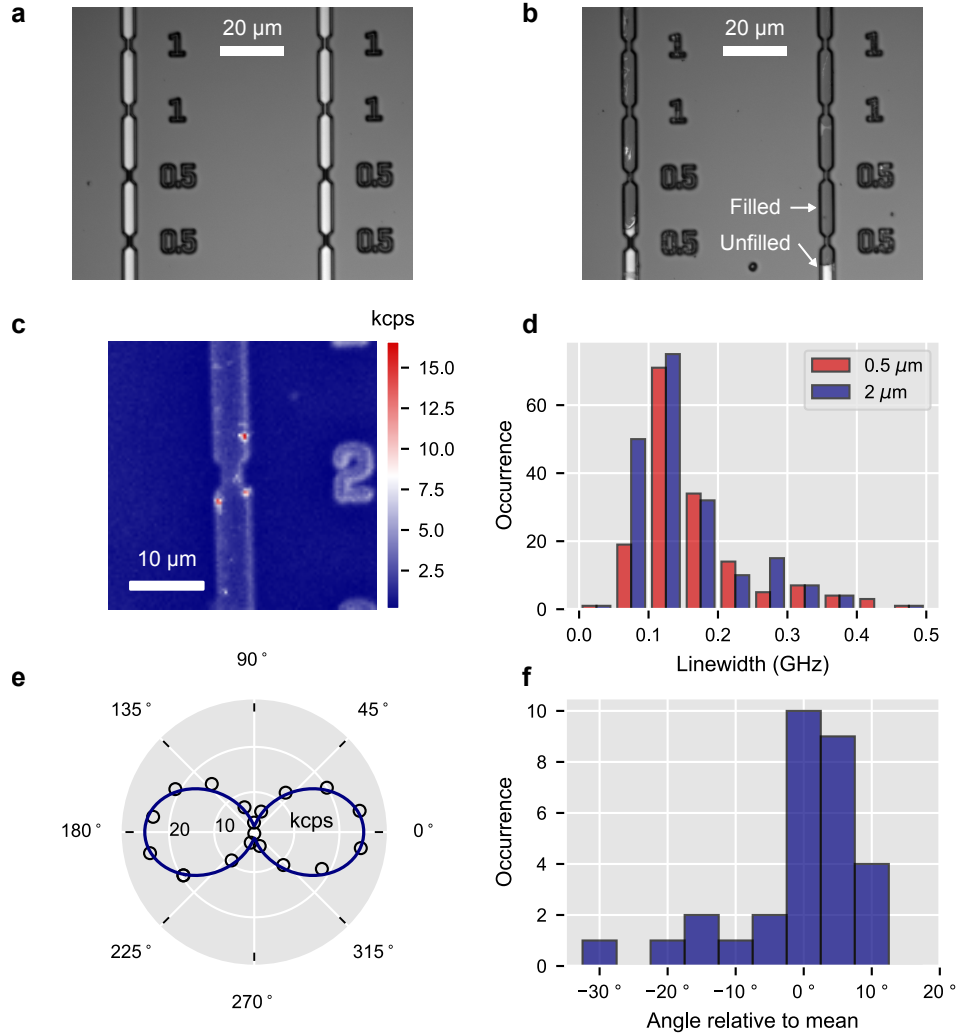 a
20 µm
1
1
1
1
0.5
0.5
0.5
0.5
b
20 µm
1
1
1
1
0.5
0.5
0.5
0.5
Filled
Unfilled
c
kcps
15.0
12.5
10.0
7.5
5.0
2.5
2
10 µm
d
0.5 µm
2 µm
Occurrence
60
40
20
0
0.0 0.1 0.2 0.3 0.4 0.5
Linewidth (GHz)
e
90 °
135 ° 45 °
180 ° 20 10 kcps 0 °
225 ° 315 °
270 °
f
Occurrence
10
8
6
4
2
0
−30 ° −20 ° −10 ° 0 ° 10 ° 20 °
Angle relative to mean